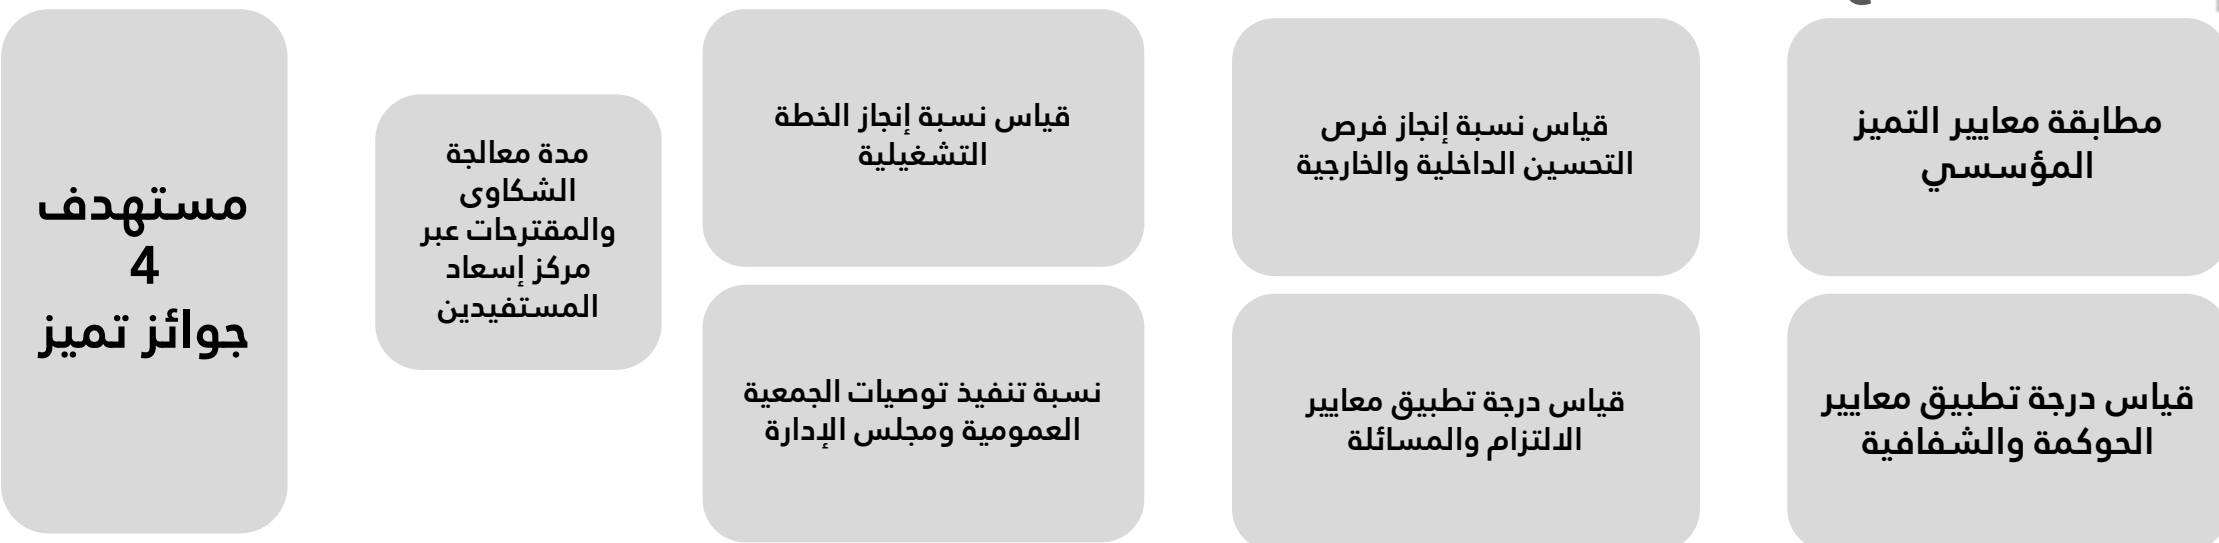 مطابقة معايير التميز
المؤسسي
قياس درجة تطبيق معايير
الحوكمة والشفافية
قياس نسبة إنجاز فرص
التحسين الداخلية والخارجية
قياس درجة تطبيق معايير
الالتزام والمسائلة
قياس نسبة إنجاز الخطة
التشغيلية
نسبة تنفيذ توصيات الجمعية
العمومية ومجلس الإدارة
مدة معالجة
الشكاوى
والمقترحات عبر
مركز إسعاد
المستفيدين
مستهدف
4
جوائز تميز